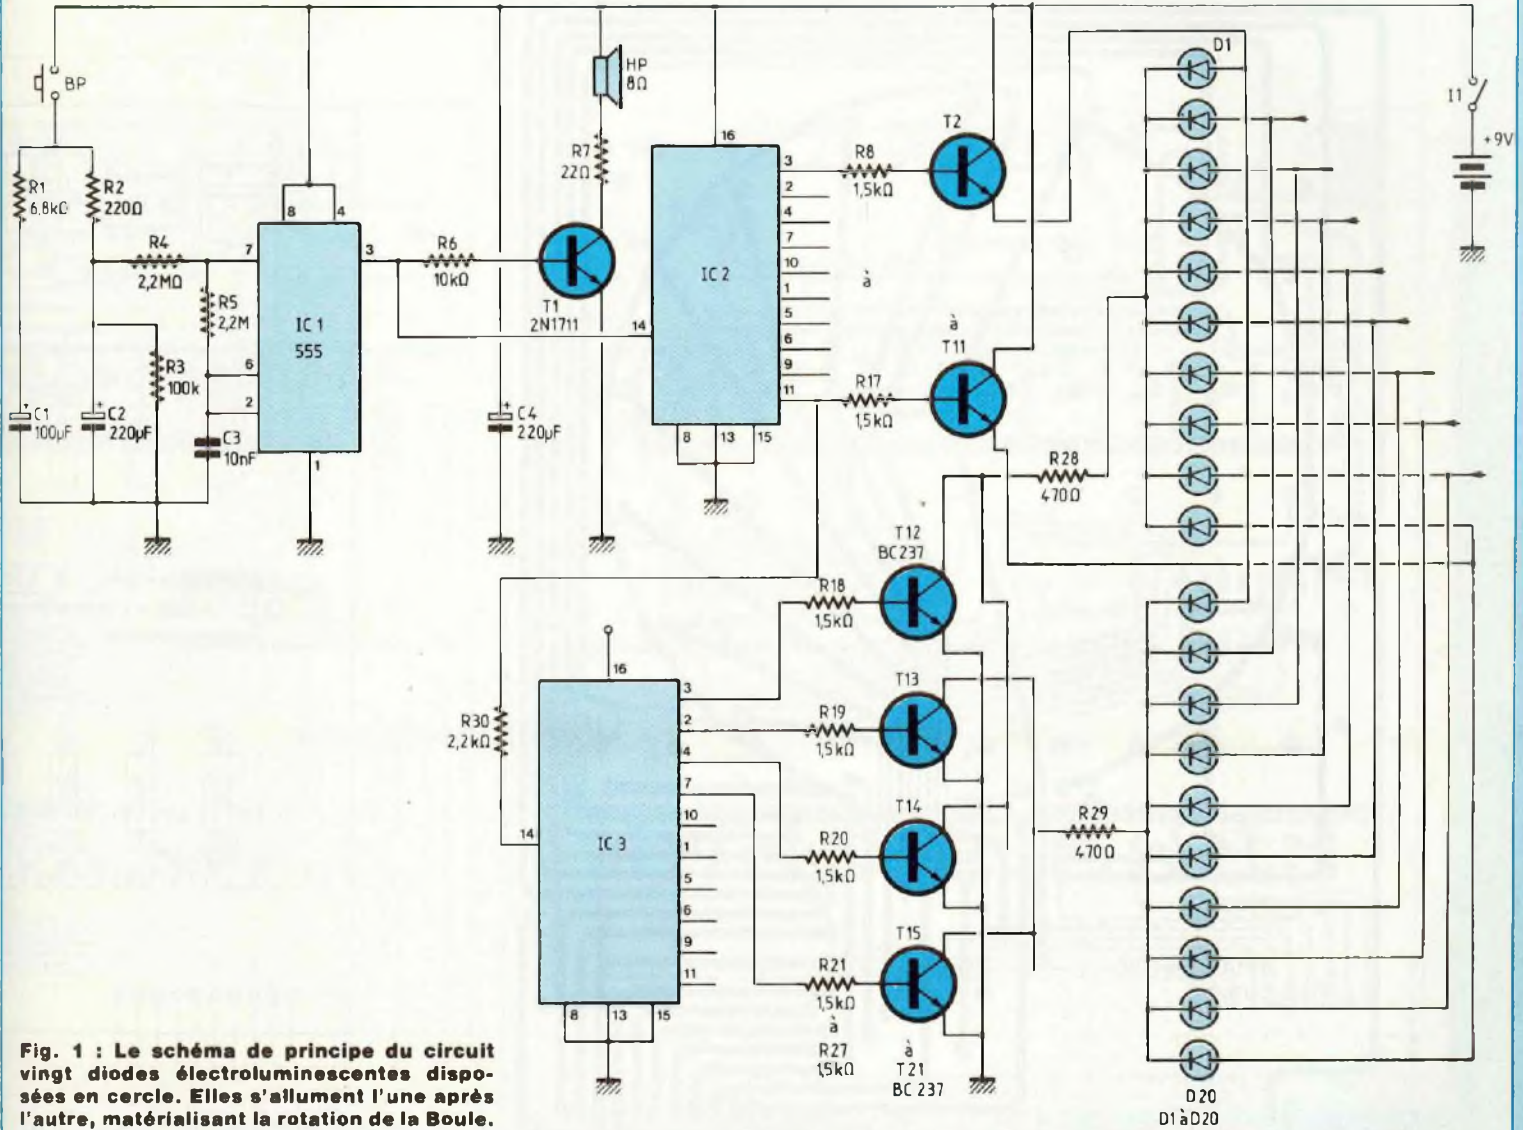 BP
R1
6,8kΩ
R2
220Ω
R4
2,2MΩ
R5
2,2M
R3
100k
C1
100µF
C2
220µF
C3
10nF
8
4
7
3
6
2
1
IC 1
555
R6
10kΩ
T1
2N1711
HP
8Ω
R7
22Ω
C4
220µF
16
3
2
4
7
10
1
5
6
9
11
14
8
13
15
IC 2
R8
1,5kΩ
à
R17
1,5kΩ
T2
à
T11
R28
470Ω
D1
I1
+9V
T12
BC237
R18
1,5kΩ
T13
R19
1,5kΩ
T14
R20
1,5kΩ
T15
R21
1,5kΩ
à
R27
1,5kΩ
à
T21
BC 237
R30
2,2kΩ
16
3
2
4
7
10
1
5
6
9
11
14
8
13
15
IC 3
R29
470Ω
D20
D1àD20
Fig. 1 : Le schéma de principe du circuit
vingt diodes électroluminescentes dispo-
sées en cercle. Elles s'allument l'une après
l'autre, matérialisant la rotation de la Boule.